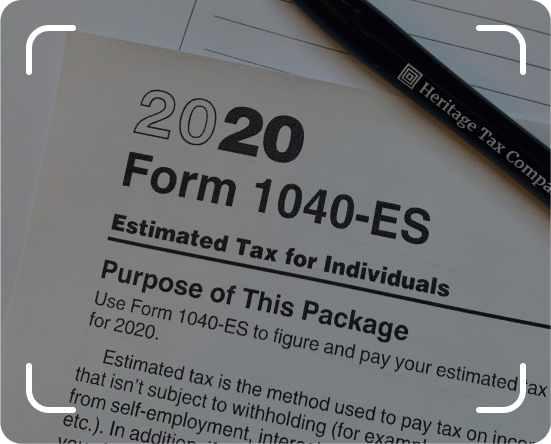 Heritage Tax Compa
2020
Form 1040-ES
Estimated Tax for Individuals
Purpose of This Package
Use Form 1040-ES to figure and pay your estimated tax
for 2020.
Estimated tax is the method used to pay tax on
that isn't subject to withholding (for
from self-employment,
etc.). In addition,